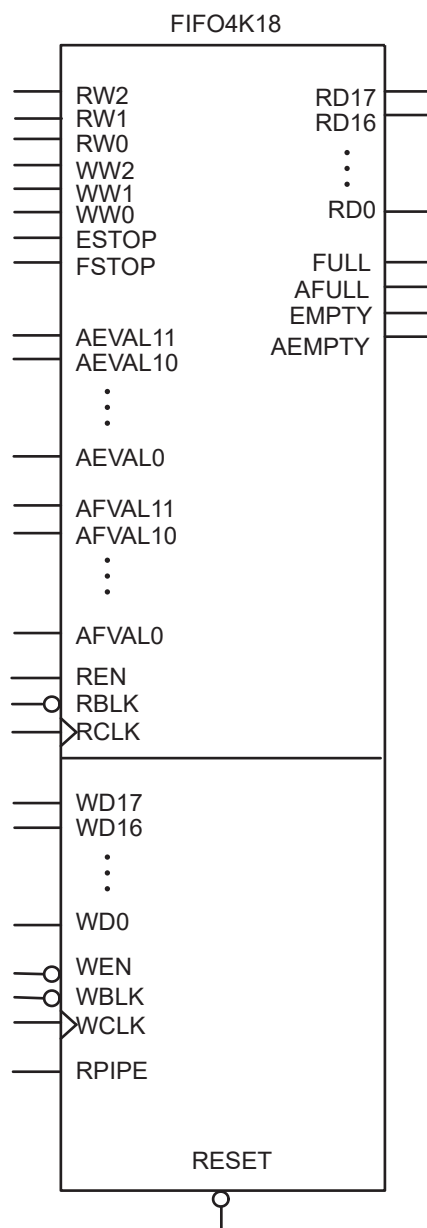 FIFO4K18
RW2
RW1
RW0
WW2
WW1
WW0
ESTOP
FSTOP
AEVAL11
AEVAL10
AEVAL0
AFVAL11
AFVAL10
AFVAL0
REN
RBLK
RCLK
RD17
RD16
RD0
FULL
AFULL
EMPTY
AEMPTY
WD17
WD16
WD0
WEN
WBLK
WCLK
RPIPE
RESET